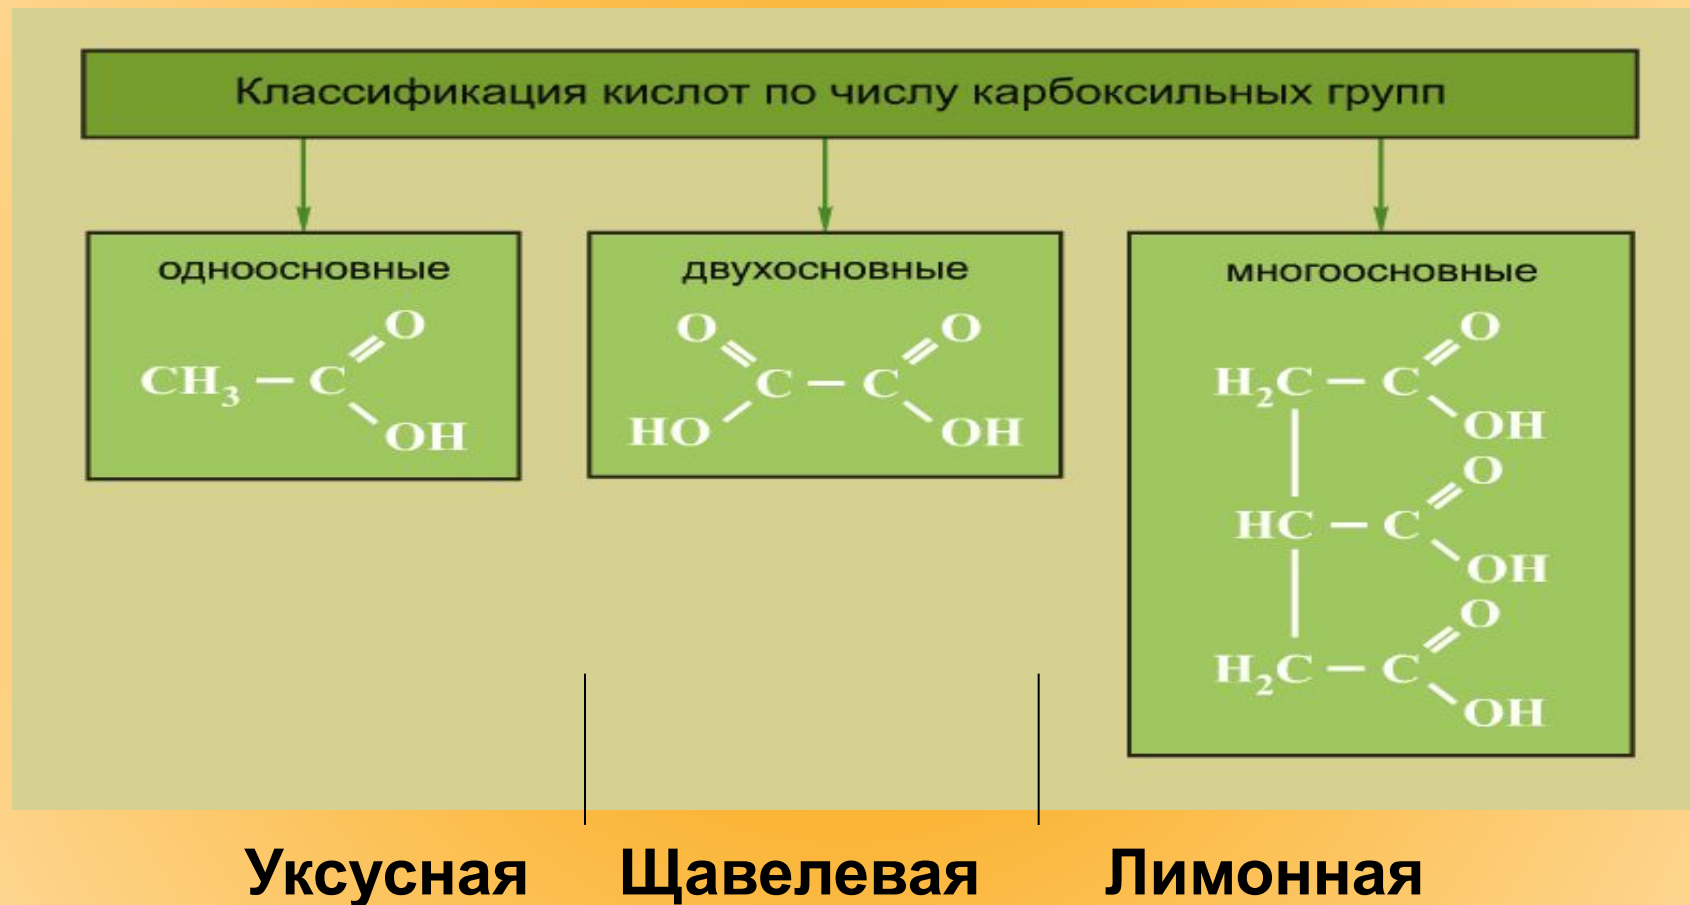 Классификация кислот по числу карбоксильных групп
одноосновные
CH₃ — C
O
OH
двухосновные
O
O
C — C
HO
OH
многоосновные
O
H₂C — C
OH
O
HC — C
OH
O
H₂C — C
OH
Уксусная Щавелевая Лимонная